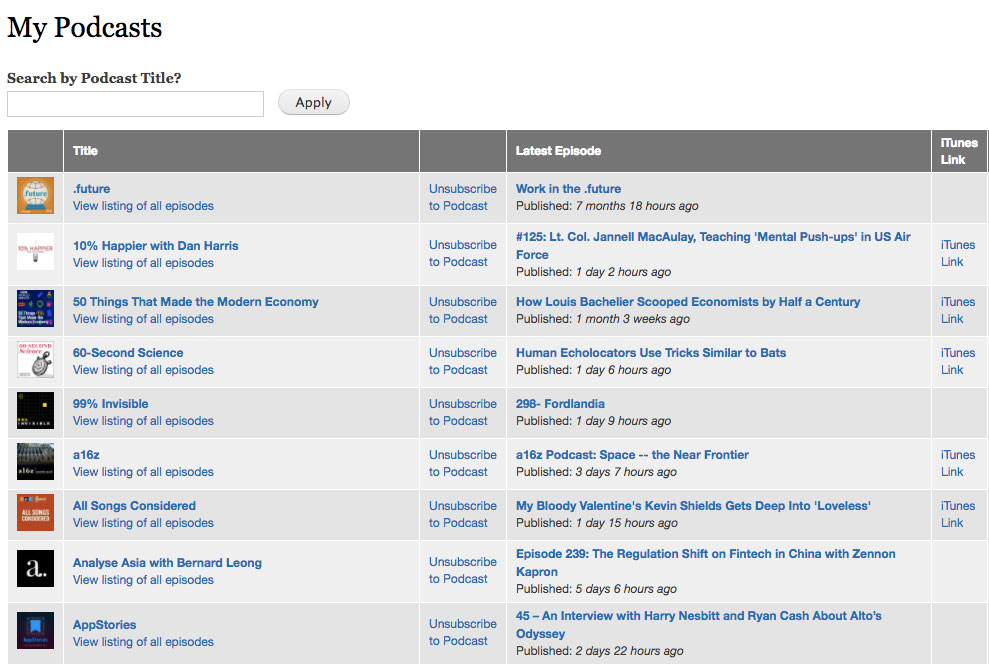 My Podcasts
Search by Podcast Title?
Apply
Title
Latest Episode
iTunes
Link
.future
.future
View listing of all episodes
Unsubscribe
to Podcast
Work in the .future
Published: 7 months 18 hours ago
10% HAPPIER
10% Happier with Dan Harris
View listing of all episodes
Unsubscribe
to Podcast
#125: Lt. Col. Jannell MacAulay, Teaching 'Mental Push-ups' in US Air
Force
Published: 1 day 2 hours ago
iTunes
Link
50 Things
That Made the
Modern Economy
50 Things That Made the Modern Economy
View listing of all episodes
Unsubscribe
to Podcast
How Louis Bachelier Scooped Economists by Half a Century
Published: 1 month 3 weeks ago
iTunes
Link
60-SECOND
Science
60-Second Science
View listing of all episodes
Unsubscribe
to Podcast
Human Echolocators Use Tricks Similar to Bats
Published: 1 day 6 hours ago
iTunes
Link
INVISIBLE
99% Invisible
View listing of all episodes
Unsubscribe
to Podcast
298- Fordlandia
Published: 1 day 9 hours ago
a16z
a16z
View listing of all episodes
Unsubscribe
to Podcast
a16z Podcast: Space -- the Near Frontier
Published: 3 days 7 hours ago
iTunes
Link
ALL SONGS
CONSIDERED
All Songs Considered
View listing of all episodes
Unsubscribe
to Podcast
My Bloody Valentine's Kevin Shields Gets Deep Into 'Loveless'
Published: 1 day 15 hours ago
iTunes
Link
a.
Analyse Asia with Bernard Leong
View listing of all episodes
Unsubscribe
to Podcast
Episode 239: The Regulation Shift on Fintech in China with Zennon
Kapron
Published: 5 days 6 hours ago
AppStories
AppStories
View listing of all episodes
Unsubscribe
to Podcast
45 – An Interview with Harry Nesbitt and Ryan Cash About Alto’s
Odyssey
Published: 2 days 22 hours ago